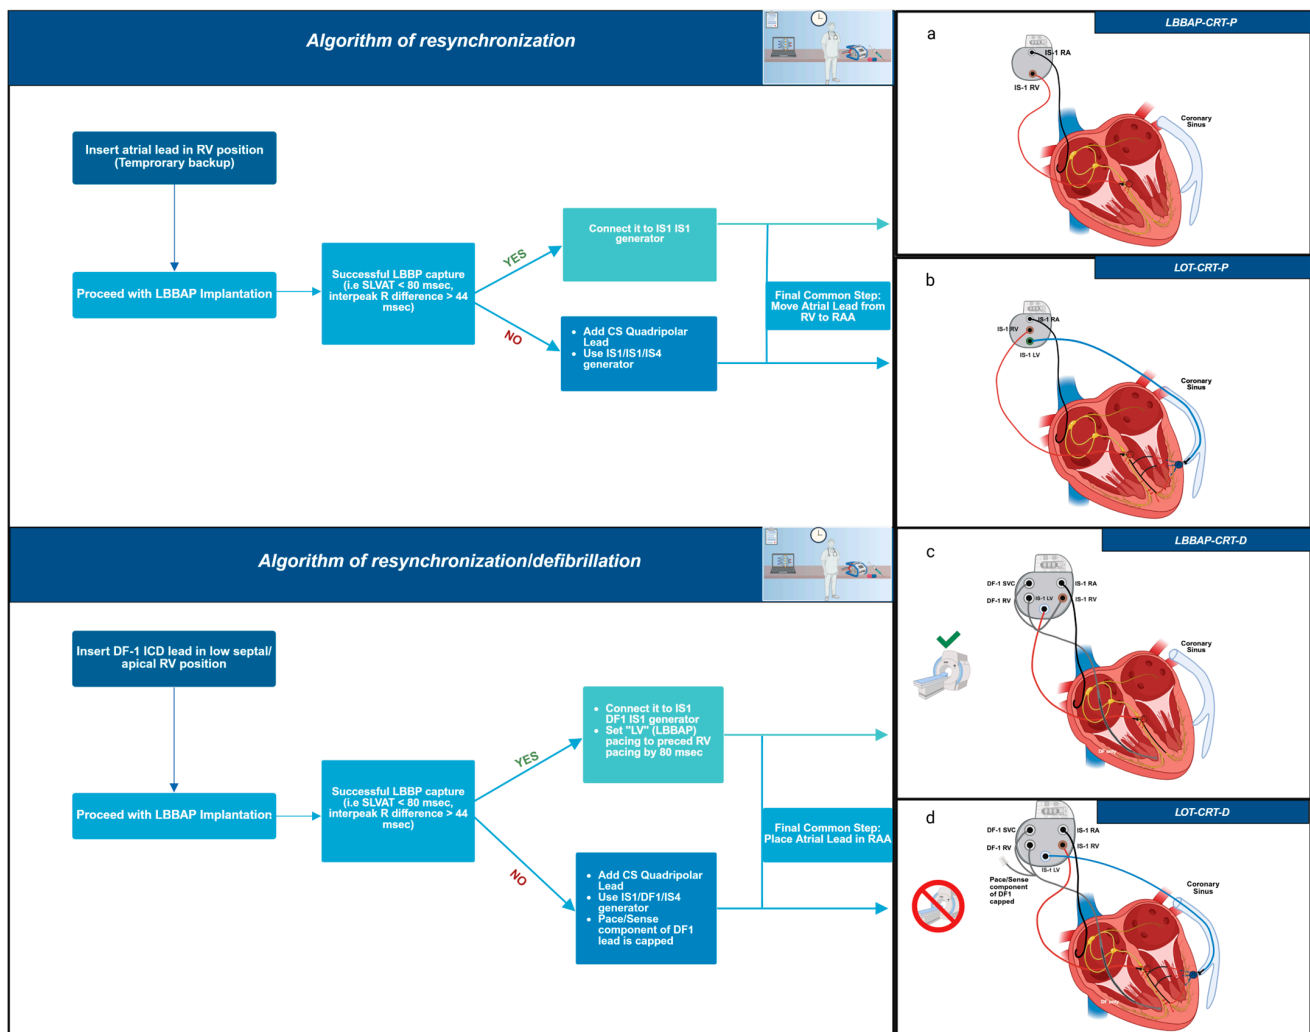 Algorithm of resynchronization
Insert atrial lead in RV position
(Temprorary backup)
Proceed with LBBAP Implantation
Successful LBBP capture
(i.e SLVAT < 80 msec,
interpeak R difference > 44
msec)
YES
NO
Connect it to IS1 IS1
generator
• Add CS Quadripolar
Lead
• Use IS1/IS1/IS4
generator
Final Common Step:
Move Atrial Lead from
RV to RAA
a
LBBAP-CRT-P
IS-1 RA
IS-1 RV
Coronary
Sinus
b
LOT-CRT-P
IS-1 RA
IS-1 RV
IS-1 LV
Coronary
Sinus
Algorithm of resynchronization/defibrillation
Insert DF-1 ICD lead in low septal/
apical RV position
Proceed with LBBAP Implantation
Successful LBBP capture
(i.e SLVAT < 80 msec,
interpeak R difference > 44
msec)
YES
NO
• Connect it to IS1
DF1 IS1 generator
• Set "LV" (LBBAP)
pacing to preced RV
pacing by 80 msec
• Add CS Quadripolar
Lead
• Use IS1/DF1/IS4
generator
• Pace/Sense
component of DF1
lead is capped
Final Common Step:
Place Atrial Lead in RAA
c
LBBAP-CRT-D
DF-1 SVC
IS-1 RA
DF-1 RV
IS-1 LV
IS-1 RV
Coronary
Sinus
DF only
d
LOT-CRT-D
DF-1 SVC
IS-1 RA
DF-1 RV
IS-1 RV
IS-1 LV
Pace/Sense
component
of DF1
capped
Coronary
Sinus
DF only